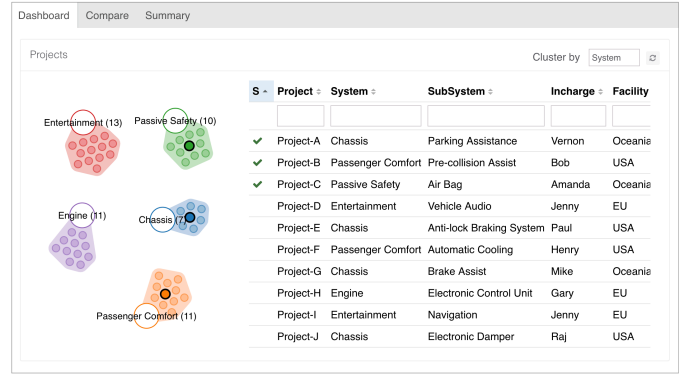 Dashboard Compare Summary
Projects
Cluster by System
Entertainment (13)
Passive Safety (10)
Engine (11)
Chassis (7)
Passenger Comfort (11)
S Project System SubSystem Incharge Facility
Project-A Chassis Parking Assistance Vernon Oceania
Project-B Passenger Comfort Pre-collision Assist Bob USA
Project-C Passive Safety Air Bag Amanda Oceania
Project-D Entertainment Vehicle Audio Jenny EU
Project-E Chassis Anti-lock Braking System Paul USA
Project-F Passenger Comfort Automatic Cooling Henry USA
Project-G Chassis Brake Assist Mike Oceania
Project-H Engine Electronic Control Unit Gary EU
Project-I Entertainment Navigation Jenny EU
Project-J Chassis Electronic Damper Raj USA